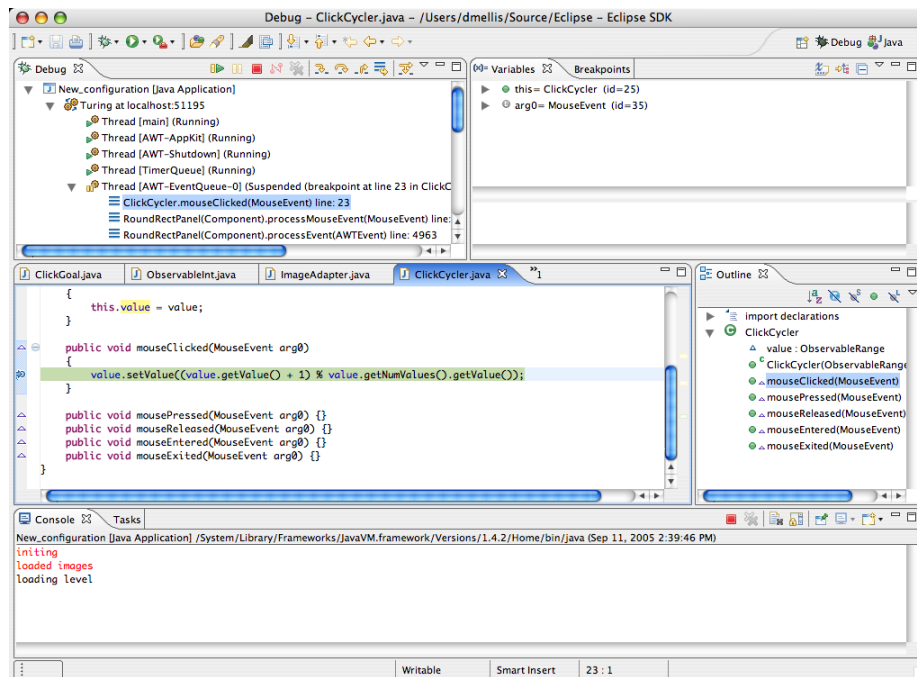 Debug - ClickCycler.java - /Users/dmellis/Source/Eclipse - Eclipse SDK
Debug Java
Debug
New_configuration [Java Application]
Turing at localhost:51195
Thread [main] (Running)
Thread [AWT-AppKit] (Running)
Thread [AWT-Shutdown] (Running)
Thread [TimerQueue] (Running)
Thread [AWT-EventQueue-0] (Suspended (breakpoint at line 23 in ClickC
ClickCycler.mouseClicked(MouseEvent) line: 23
RoundRectPanel(Component).processMouseEvent(MouseEvent) line:
RoundRectPanel(Component).processEvent(AWTEvent) line: 4963
(x)= Variables Breakpoints
this= ClickCycler (id=25)
arg0= MouseEvent (id=35)
ClickGoal.java ObservableInt.java ImageAdapter.java ClickCycler.java »1
{
this.value = value;
}
public void mouseClicked(MouseEvent arg0)
{
value.setValue((value.getValue() + 1) % value.getNumValues().getValue());
}
public void mousePressed(MouseEvent arg0) {}
public void mouseReleased(MouseEvent arg0) {}
public void mouseEntered(MouseEvent arg0) {}
public void mouseExited(MouseEvent arg0) {}
}
Outline
import declarations
ClickCycler
value : ObservableRange
ClickCycler(ObservableRange
mouseClicked(MouseEvent)
mousePressed(MouseEvent)
mouseReleased(MouseEvent)
mouseEntered(MouseEvent)
mouseExited(MouseEvent)
Console Tasks
New_configuration [Java Application] /System/Library/Frameworks/JavaVM.framework/Versions/1.4.2/Home/bin/java (Sep 11, 2005 2:39:46 PM)
initing
loaded images
loading level
Writable Smart Insert 23 : 1